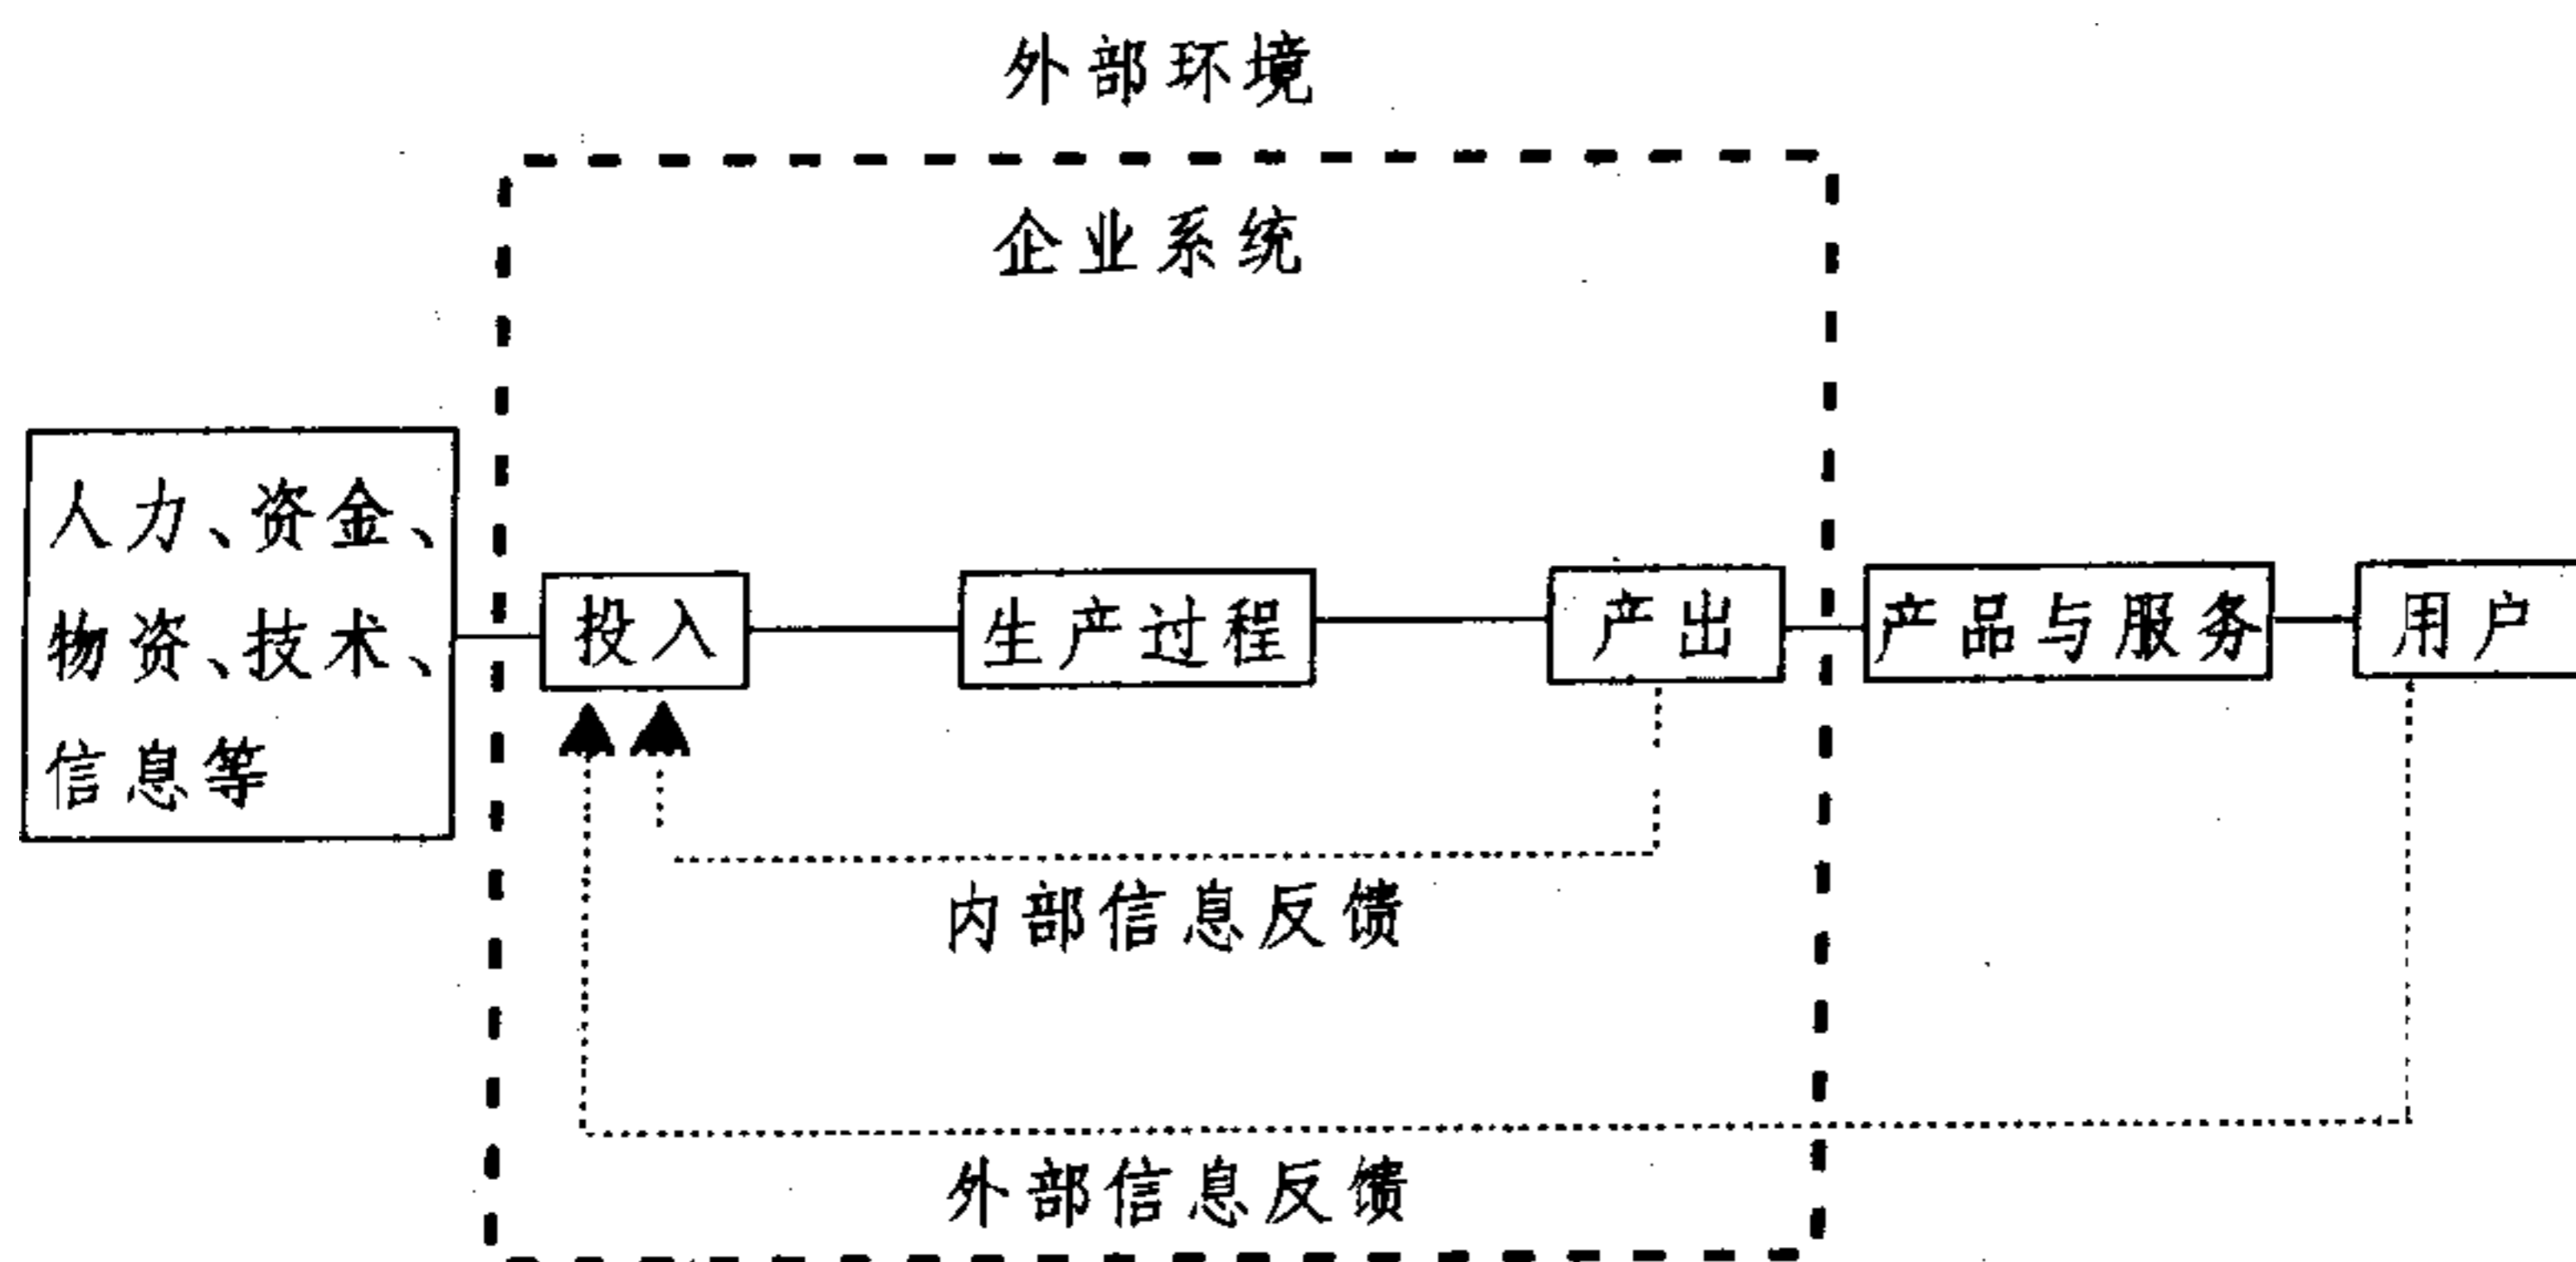 外部环境
企业系统
人力、资金、
物资、技术、
信息等
投入
生产过程
产出
产品与服务
用户
内部信息反馈
外部信息反馈